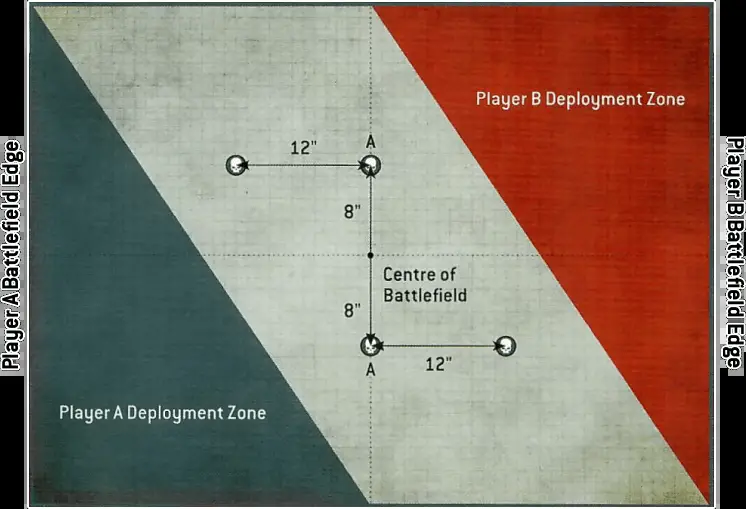 Player B Deployment Zone
A
12"
8"
Player A Battlefield Edge
Player B Battlefield Edge
Centre of
Battlefield
8"
12"
A
Player A Deployment Zone